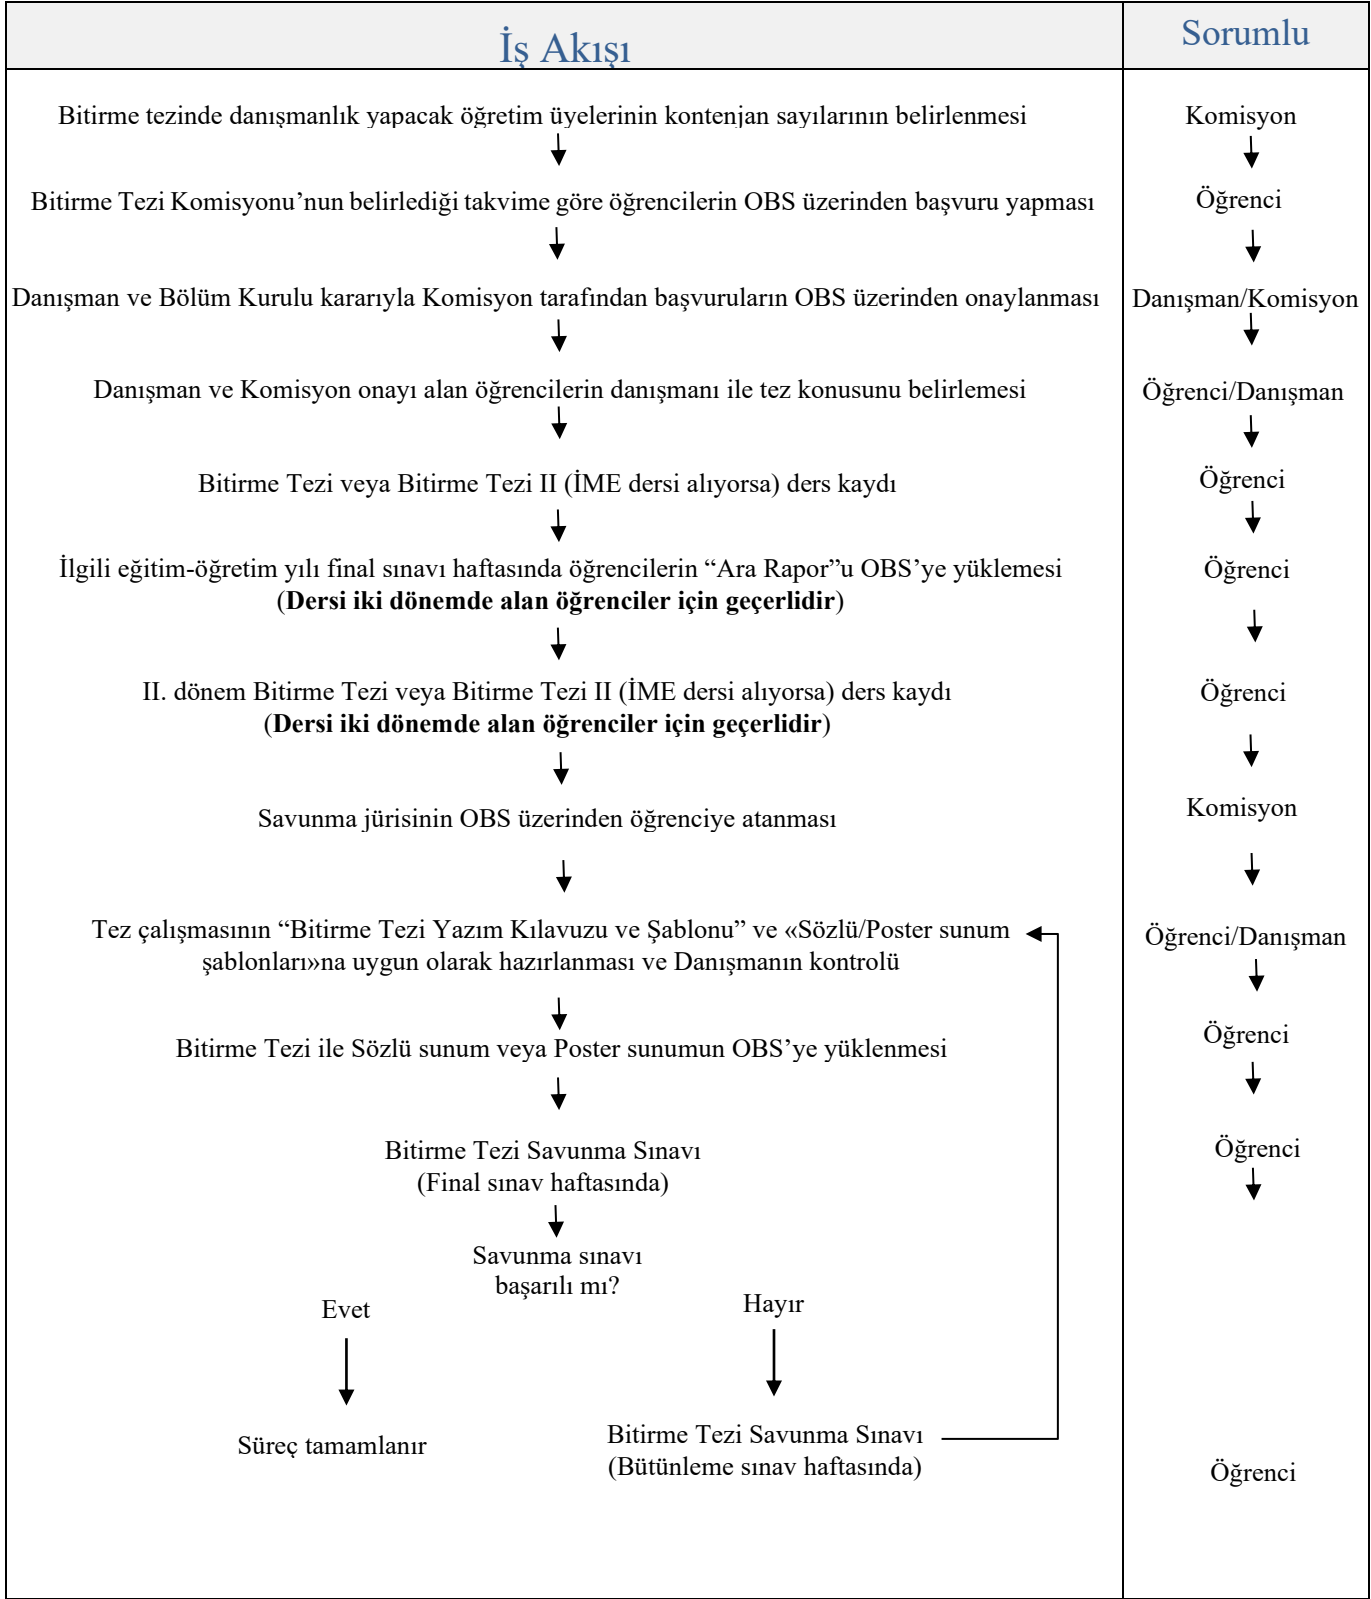 İş Akışı
Sorumlu
Bitirme tezinde danışmanlık yapacak öğretim üyelerinin kontenjan sayılarının belirlenmesi
Komisyon
Bitirme Tezi Komisyonu’nun belirlediği takvime göre öğrencilerin OBS üzerinden başvuru yapması
Öğrenci
Danışman ve Bölüm Kurulu kararıyla Komisyon tarafından başvuruların OBS üzerinden onaylanması
Danışman/Komisyon
Danışman ve Komisyon onayı alan öğrencilerin danışmanı ile tez konusunu belirlemesi
Öğrenci/Danışman
Bitirme Tezi veya Bitirme Tezi II (İME dersi alıyorsa) ders kaydı
Öğrenci
İlgili eğitim-öğretim yılı final sınavı haftasında öğrencilerin “Ara Rapor”u OBS’ye yüklemesi
(Dersi iki dönemde alan öğrenciler için geçerlidir)
Öğrenci
II. dönem Bitirme Tezi veya Bitirme Tezi II (İME dersi alıyorsa) ders kaydı
(Dersi iki dönemde alan öğrenciler için geçerlidir)
Öğrenci
Savunma jürisinin OBS üzerinden öğrenciye atanması
Komisyon
Tez çalışmasının “Bitirme Tezi Yazım Kılavuzu ve Şablonu” ve «Sözlü/Poster sunum
şablonları»na uygun olarak hazırlanması ve Danışmanın kontrolü
Öğrenci/Danışman
Bitirme Tezi ile Sözlü sunum veya Poster sunumun OBS’ye yüklenmesi
Öğrenci
Bitirme Tezi Savunma Sınavı
(Final sınav haftasında)
Öğrenci
Savunma sınavı
başarılı mı?
Evet
Hayır
Süreç tamamlanır
Bitirme Tezi Savunma Sınavı
(Bütünleme sınav haftasında)
Öğrenci